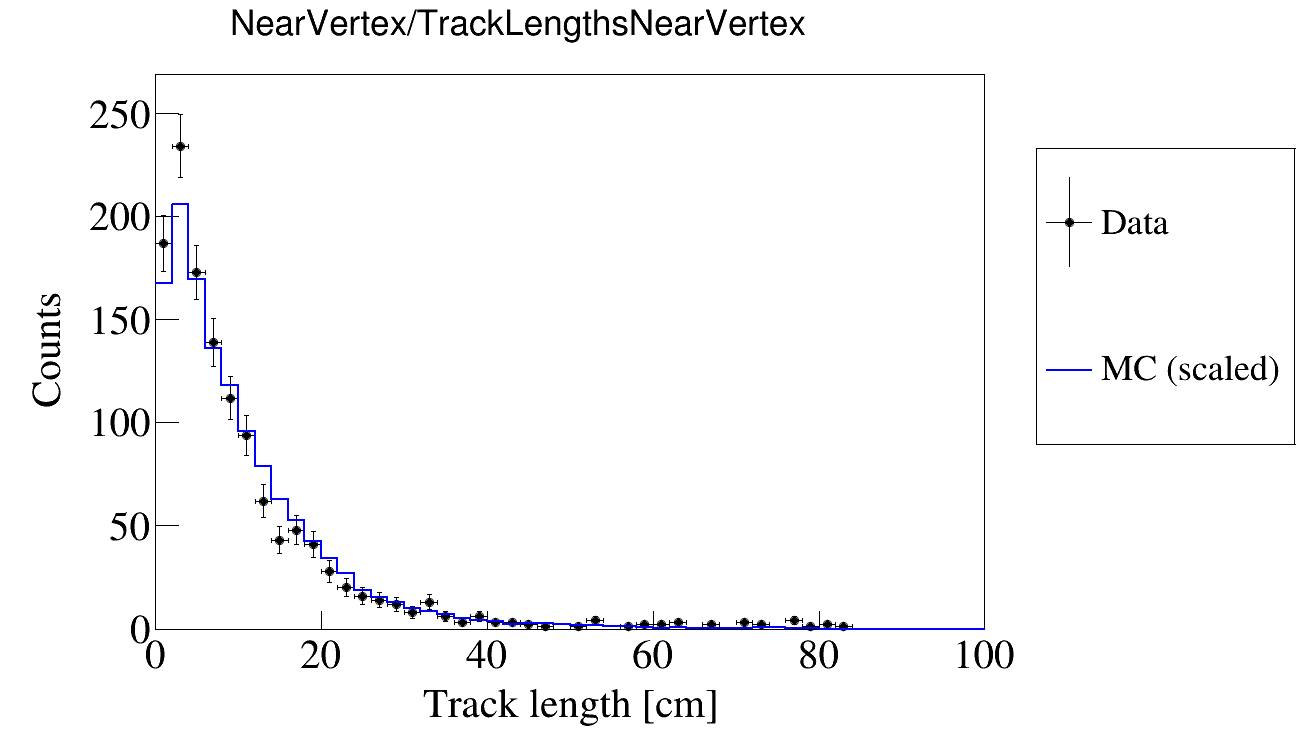 NearVertex/TrackLengthsNearVertex
250
200
150
100
50
0
Counts
0 20 40 60 80 100
Track length [cm]
Data
MC (scaled)